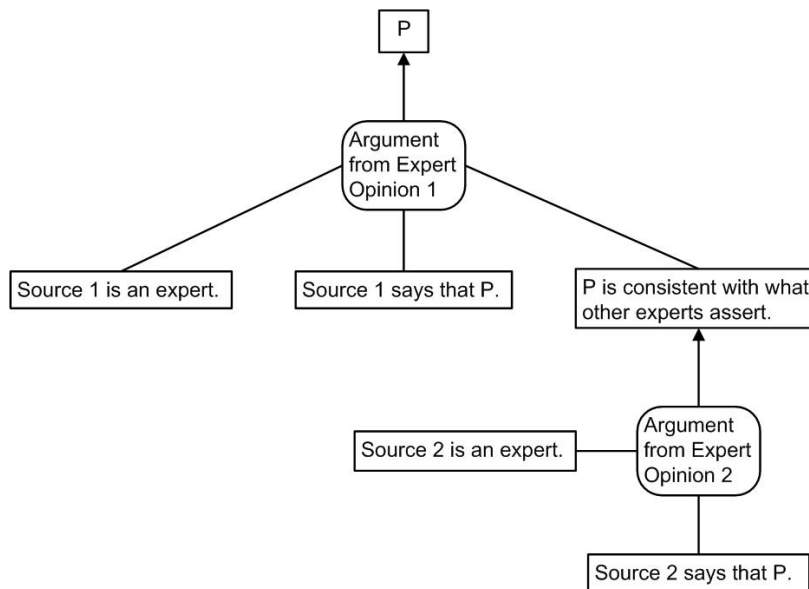 P
Argument
from Expert
Opinion 1
Source 1 is an expert.
Source 1 says that P.
P is consistent with what
other experts assert.
Source 2 is an expert.
Argument
from Expert
Opinion 2
Source 2 says that P.